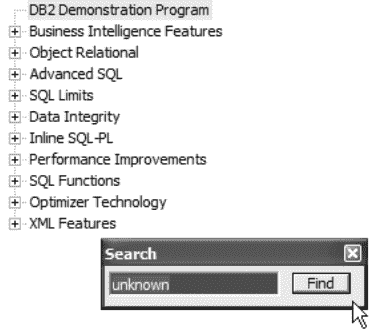 DB2 Demonstration Program
Business Intelligence Features
Object Relational
Advanced SQL
SQL Limits
Data Integrity
Inline SQL-PL
Performance Improvements
SQL Functions
Optimizer Technology
XML Features
Search
unknown Find